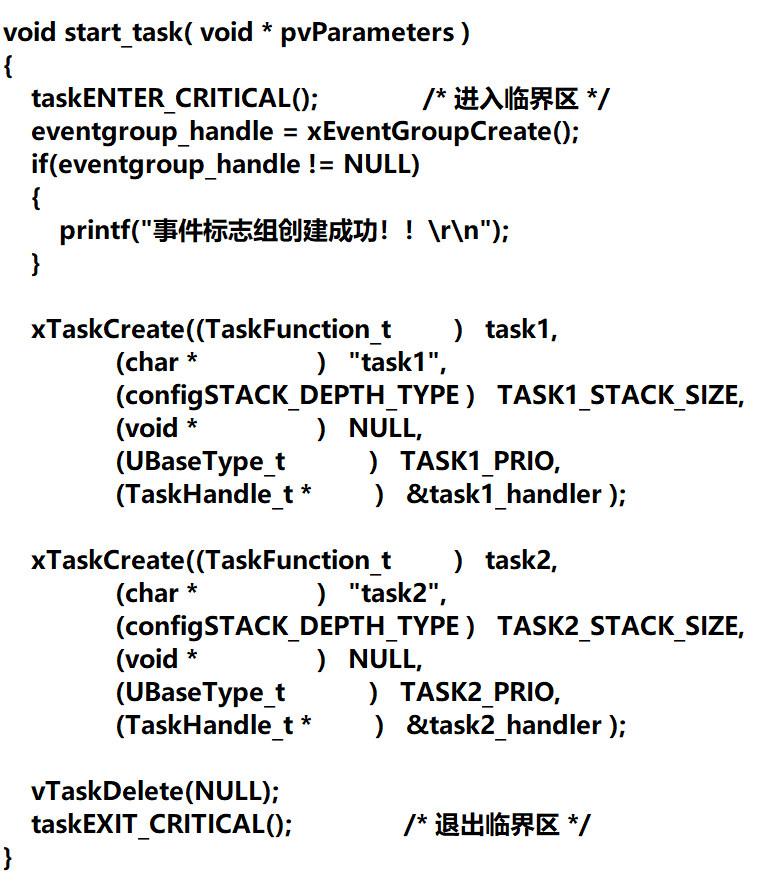 void start_task( void * pvParameters )
{
    taskENTER_CRITICAL();               /* 进入临界区 */
    eventgroup_handle = xEventGroupCreate();
    if(eventgroup_handle != NULL)
    {
        printf("事件标志组创建成功！！\r\n");
    }

    xTaskCreate((TaskFunction_t         )   task1,
                (char *                 )   "task1",
                (configSTACK_DEPTH_TYPE )   TASK1_STACK_SIZE,
                (void *                 )   NULL,
                (UBaseType_t            )   TASK1_PRIO,
                (TaskHandle_t *         )   &task1_handler );

    xTaskCreate((TaskFunction_t         )   task2,
                (char *                 )   "task2",
                (configSTACK_DEPTH_TYPE )   TASK2_STACK_SIZE,
                (void *                 )   NULL,
                (UBaseType_t            )   TASK2_PRIO,
                (TaskHandle_t *         )   &task2_handler );

    vTaskDelete(NULL);
    taskEXIT_CRITICAL();                /* 退出临界区 */
}